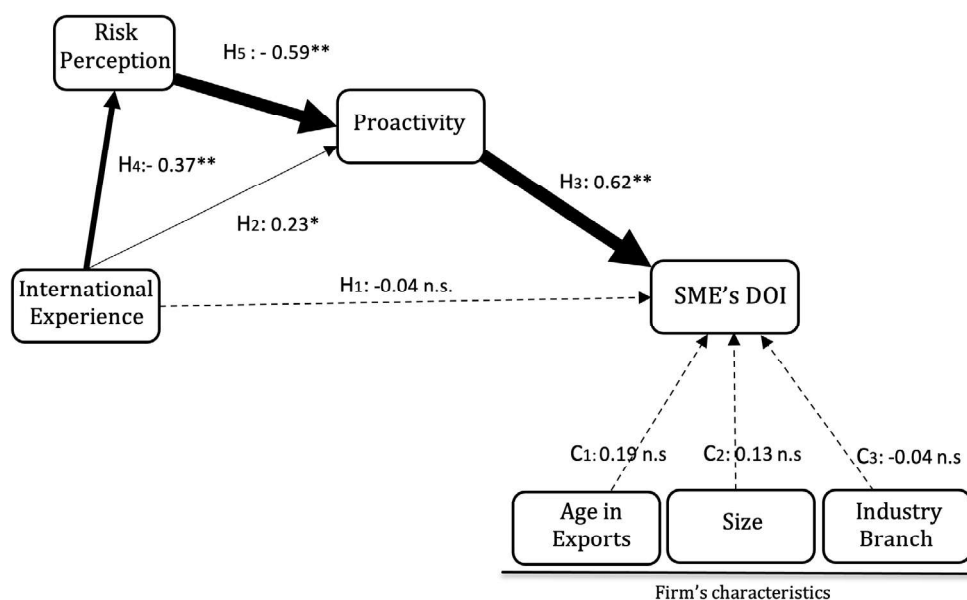 Risk
Perception
H5 : - 0.59**
Proactivity
H4:- 0.37**
H3: 0.62**
H2: 0.23*
International
Experience
H1: -0.04 n.s.
SME's DOI
C1: 0.19 n.s
C2: 0.13 n.s
C3: -0.04 n.s
Age in
Exports
Size
Industry
Branch
Firm's characteristics